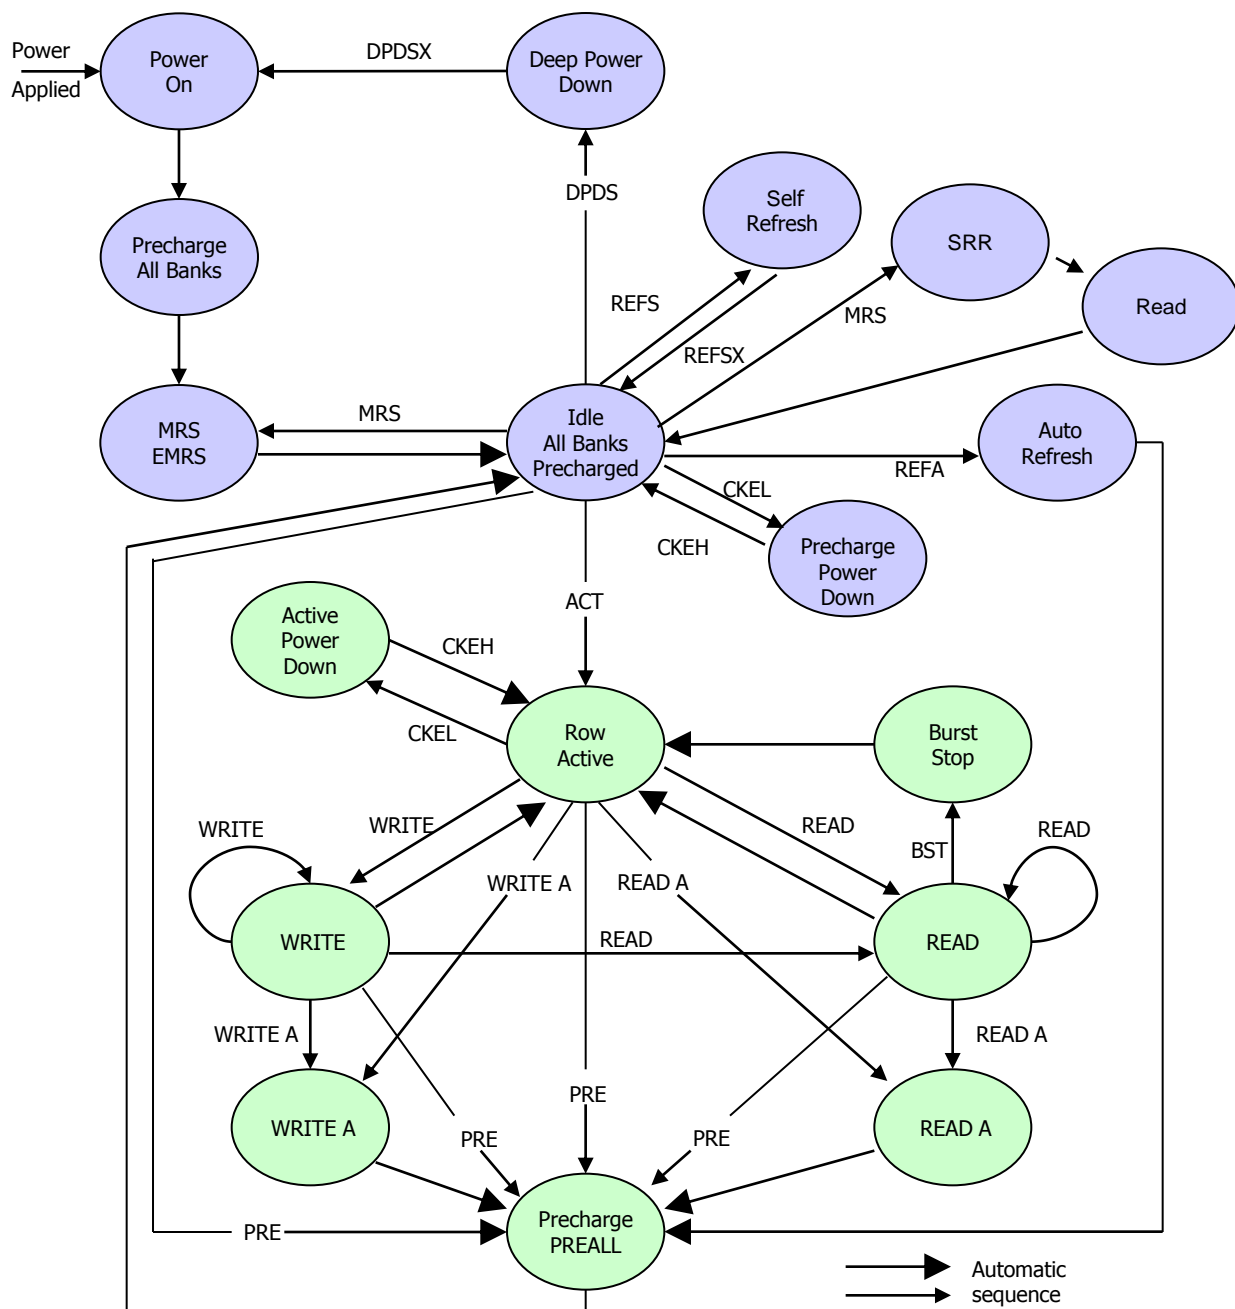 Power
Applied
Power
On
DPDSX
Deep Power
Down
DPDS
Self
Refresh
SRR
Precharge
All Banks
Read
REFS
MRS
REFSX
MRS
MRS
EMRS
Idle
All Banks
Precharged
Auto
Refresh
REFA
CKEL
CKEH
Precharge
Power
Down
ACT
Active
Power
Down
CKEH
CKEL
Row
Active
Burst
Stop
WRITE
WRITE
READ
READ
BST
WRITE A
READ A
WRITE
READ
READ
WRITE A
READ A
PRE
WRITE A
READ A
PRE
PRE
Precharge
PREALL
PRE
Automatic
sequence